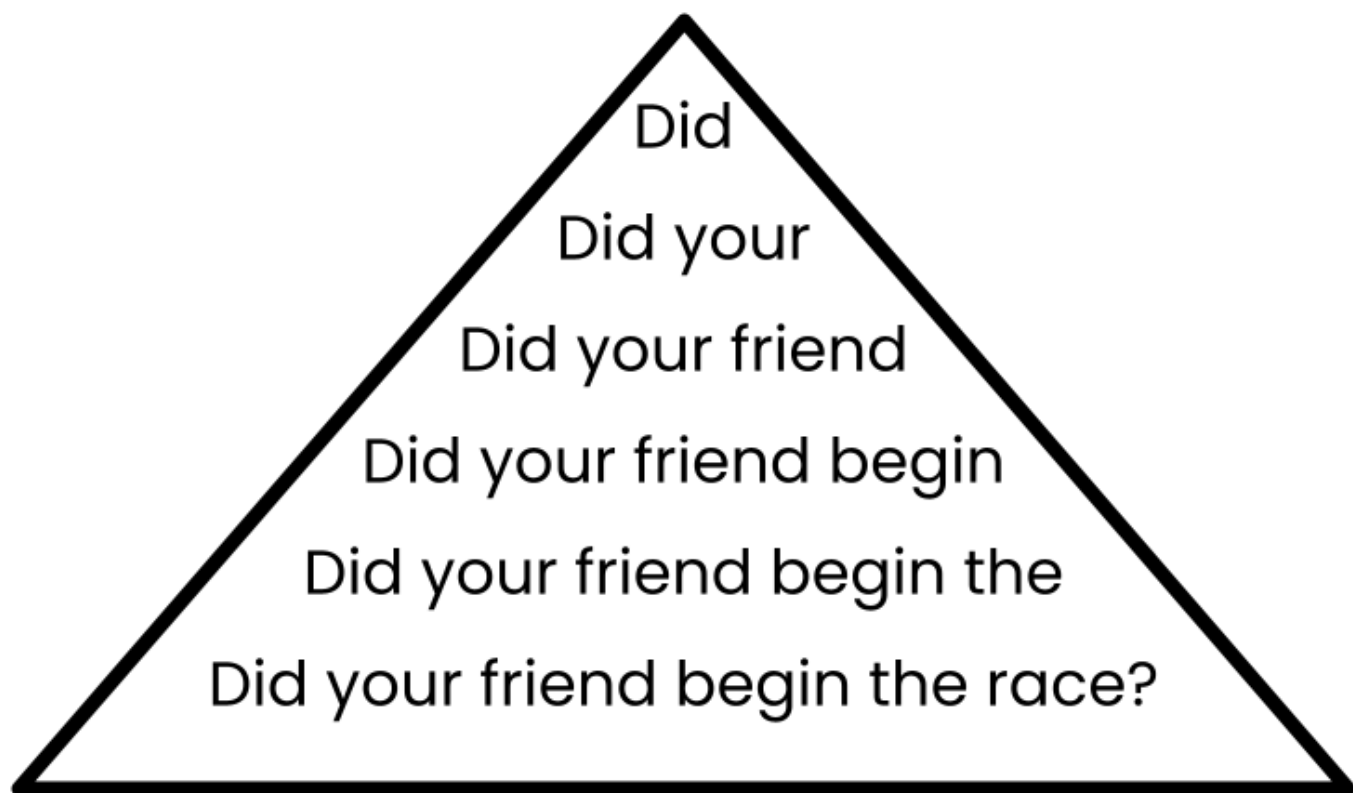 Did
Did your
Did your friend
Did your friend begin
Did your friend begin the
Did your friend begin the race?